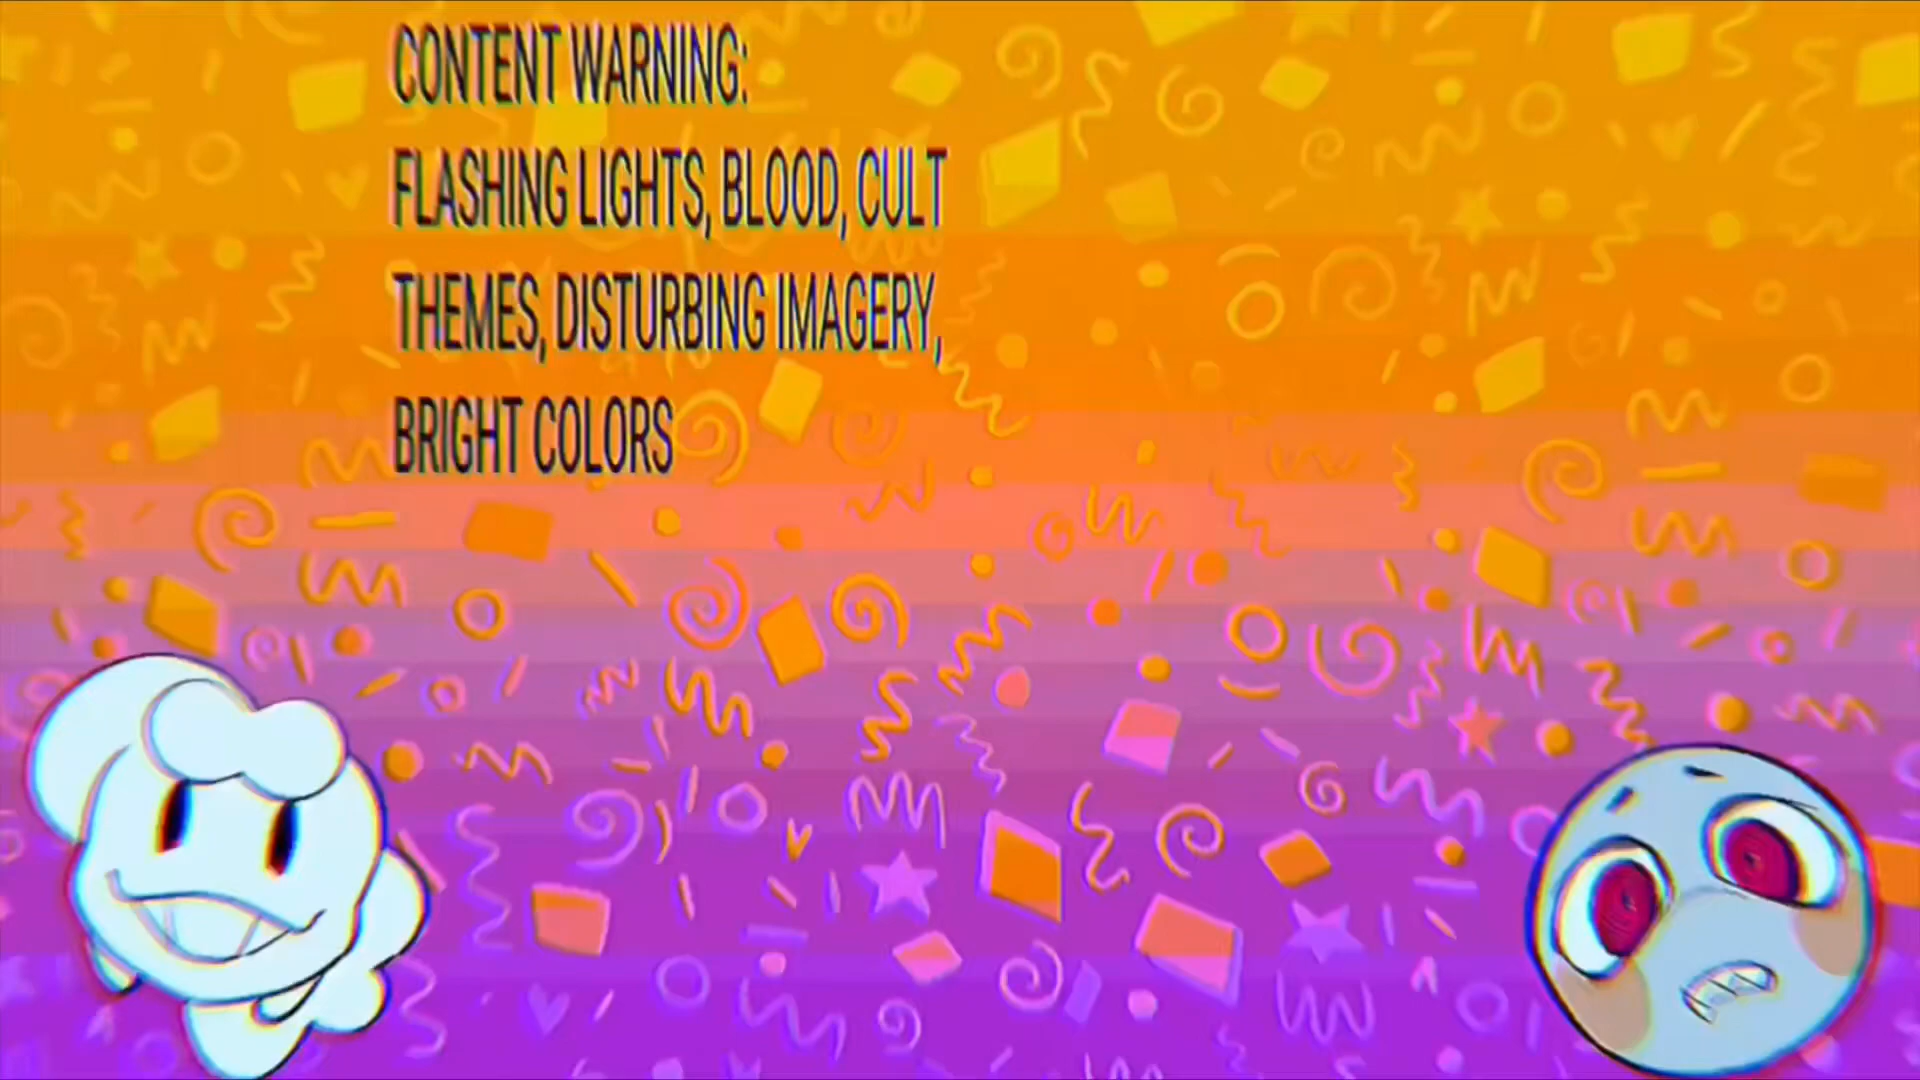 CONTENT WARNING:
FLASHING LIGHTS, BLOOD, CULT
THEMES, DISTURBING IMAGERY,
BRIGHT COLORS